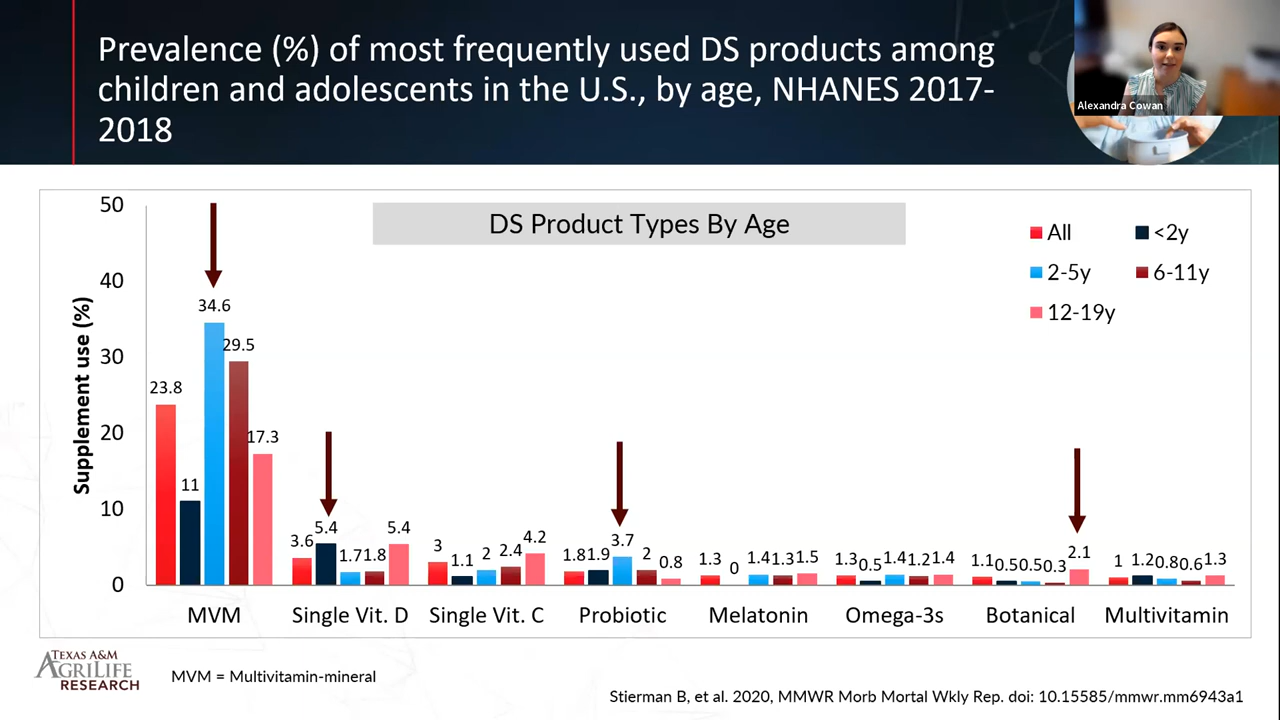 Prevalence (%) of most frequently used DS products among
children and adolescents in the U.S., by age, NHANES 2017-
2018
Alexandra Cowan
DS Product Types By Age
All
<2y
2-5y
6-11y
12-19y
Supplement use (%)
50
40
30
20
10
0
23.8
11
34.6
29.5
17.3
3.6
5.4
1.7
1.8
5.4
3
1.1
2
2.4
4.2
1.8
1.9
3.7
2
0.8
1.3
0
1.4
1.3
1.5
1.3
0.5
1.4
1.2
1.4
1.1
0.5
0.5
0.3
2.1
1
1.2
0.8
0.6
1.3
MVM
Single Vit. D
Single Vit. C
Probiotic
Melatonin
Omega-3s
Botanical
Multivitamin
TEXAS A&M
AGRILIFE
RESEARCH
MVM = Multivitamin-mineral
Stierman B, et al. 2020, MMWR Morb Mortal Wkly Rep. doi: 10.15585/mmwr.mm6943a1